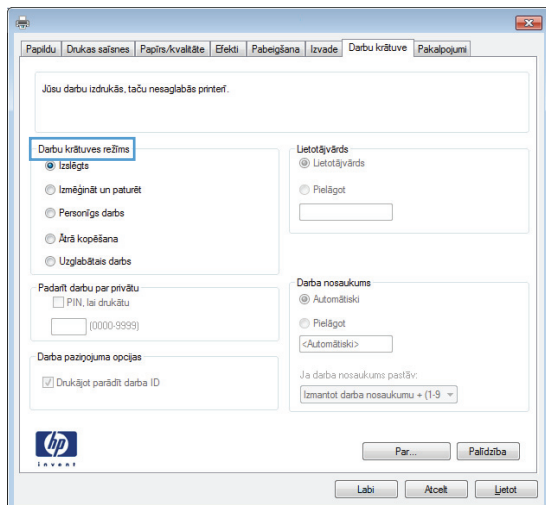 Papildu Drukas saīsnes Papīrs/kvalitāte Efekti Pabeigšana Izvade Darbu krātuve Pakalpojumi
Jūsu darbu izdrukās, taču nesaglabās printerī.
Darbu krātuves režīms
Izslēgts
Izmēģināt un paturēt
Personīgs darbs
Ātrā kopēšana
Uzglabātais darbs
Lietotājvārds
Lietotājvārds
Pielāgot
Padarīt darbu par privātu
PIN, lai drukātu
(0000-9999)
Darba paziņojuma opcijas
Drukājot parādīt darba ID
Darba nosaukums
Automātiski
Pielāgot
<Automātiski>
Ja darba nosaukums pastāv:
Izmantot darba nosaukumu + (1-9
hp
invent
Par... Palīdzība
Labi Atcelt Lietot